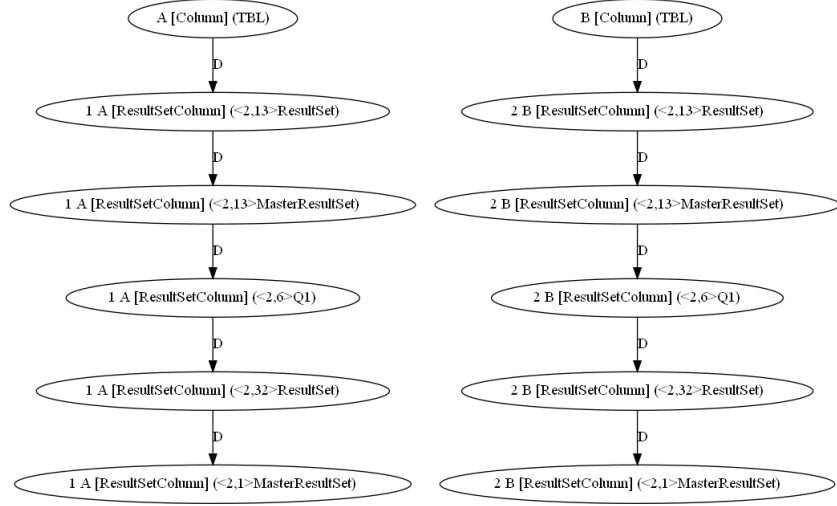 A [Column] (TBL)
B [Column] (TBL)
D
D
1 A [ResultSetColumn] (<2,13>ResultSet)
2 B [ResultSetColumn] (<2,13>ResultSet)
D
D
1 A [ResultSetColumn] (<2,13>MasterResultSet)
2 B [ResultSetColumn] (<2,13>MasterResultSet)
D
D
1 A [ResultSetColumn] (<2,6>Q1)
2 B [ResultSetColumn] (<2,6>Q1)
D
D
1 A [ResultSetColumn] (<2,32>ResultSet)
2 B [ResultSetColumn] (<2,32>ResultSet)
D
D
1 A [ResultSetColumn] (<2,1>MasterResultSet)
2 B [ResultSetColumn] (<2,1>MasterResultSet)